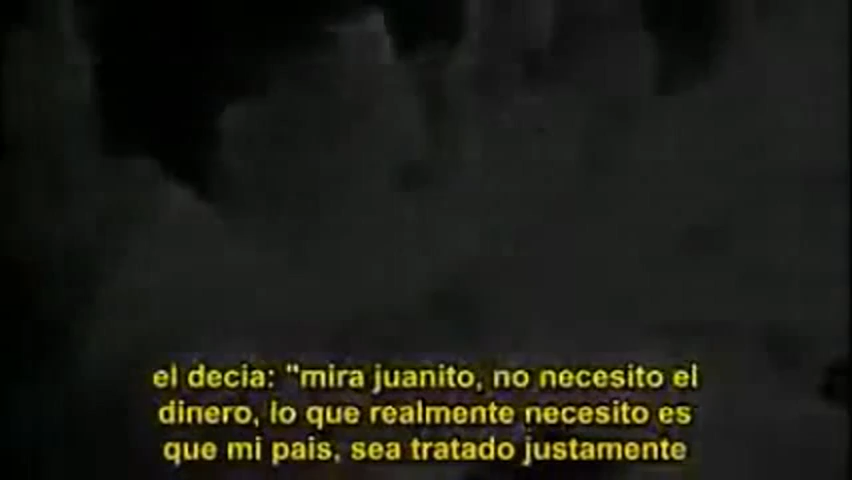 el decia: "mira juanito, no necesito el
dinero, lo que realmente necesito es
que mi pais, sea tratado justamente